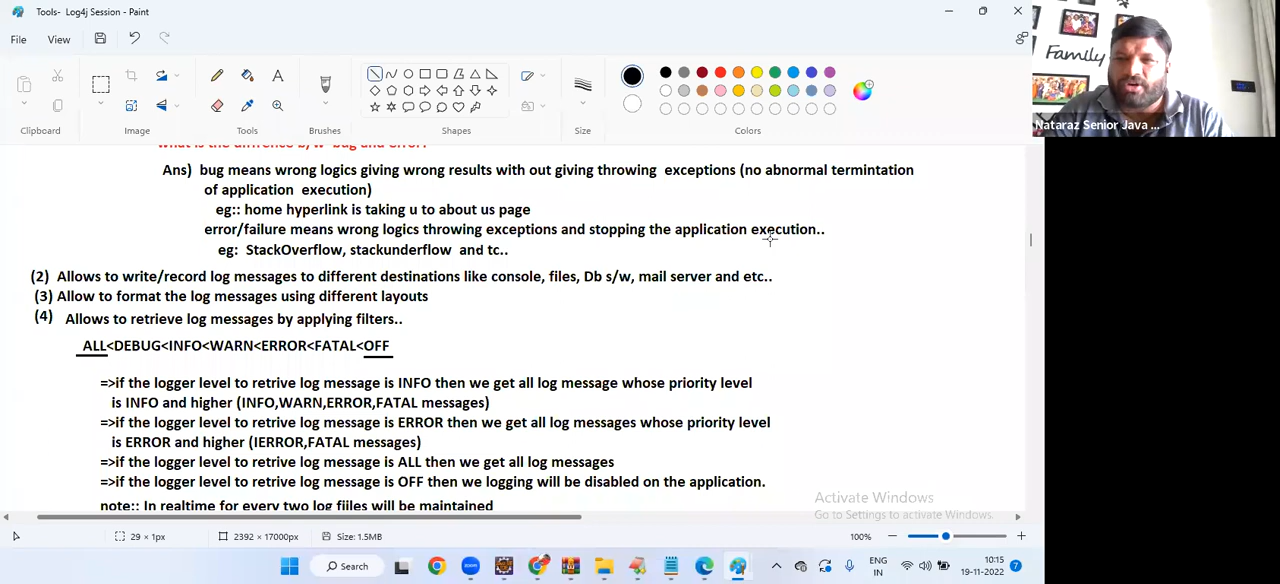 Tools- Log4j Session - Paint
File View
Clipboard Image Tools Brushes Shapes Size Colors
Family
Nataraz Senior Java ...
what is the diffrence b/w bug and error?
Ans) bug means wrong logics giving wrong results with out giving throwing exceptions (no abnormal termintation
of application execution)
eg:: home hyperlink is taking u to about us page
error/failure means wrong logics throwing exceptions and stopping the application execution..
eg: StackOverflow, stackunderflow and tc..
(2) Allows to write/record log messages to different destinations like console, files, Db s/w, mail server and etc..
(3) Allow to format the log messages using different layouts
(4) Allows to retrieve log messages by applying filters..
ALL<DEBUG<INFO<WARN<ERROR<FATAL<OFF
=>if the logger level to retrive log message is INFO then we get all log message whose priority level
is INFO and higher (INFO,WARN,ERROR,FATAL messages)
=>if the logger level to retrive log message is ERROR then we get all log messages whose priority level
is ERROR and higher (IERROR,FATAL messages)
=>if the logger level to retrive log message is ALL then we get all log messages
=>if the logger level to retrive log message is OFF then we logging will be disabled on the application.
note:: In realtime for every two log fiiles will be maintained
Activate Windows
Go to Settings to activate Windows.
29 × 1px 2392 × 17000px Size: 1.5MB 100%
Search
ENG
IN
10:15
19-11-2022
7